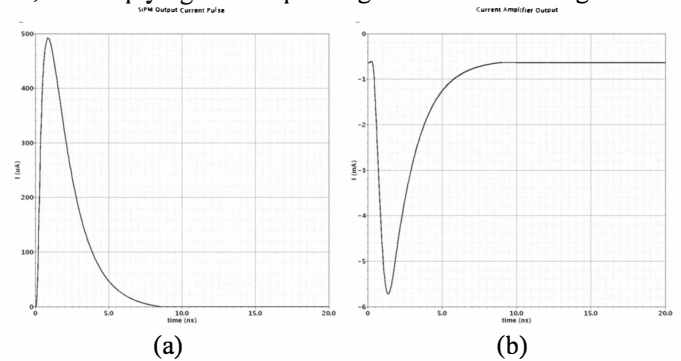 SiPM Output Current Pulse
500
400
300
200
100
0
I (uA)
0 5.0 10.0 15.0 20.0
time (ns)
(a)
Current Amplifier Output
0
-1
-2
-3
-4
-5
-6
I (mA)
0 5.0 10.0 15.0 20.0
time (ns)
(b)